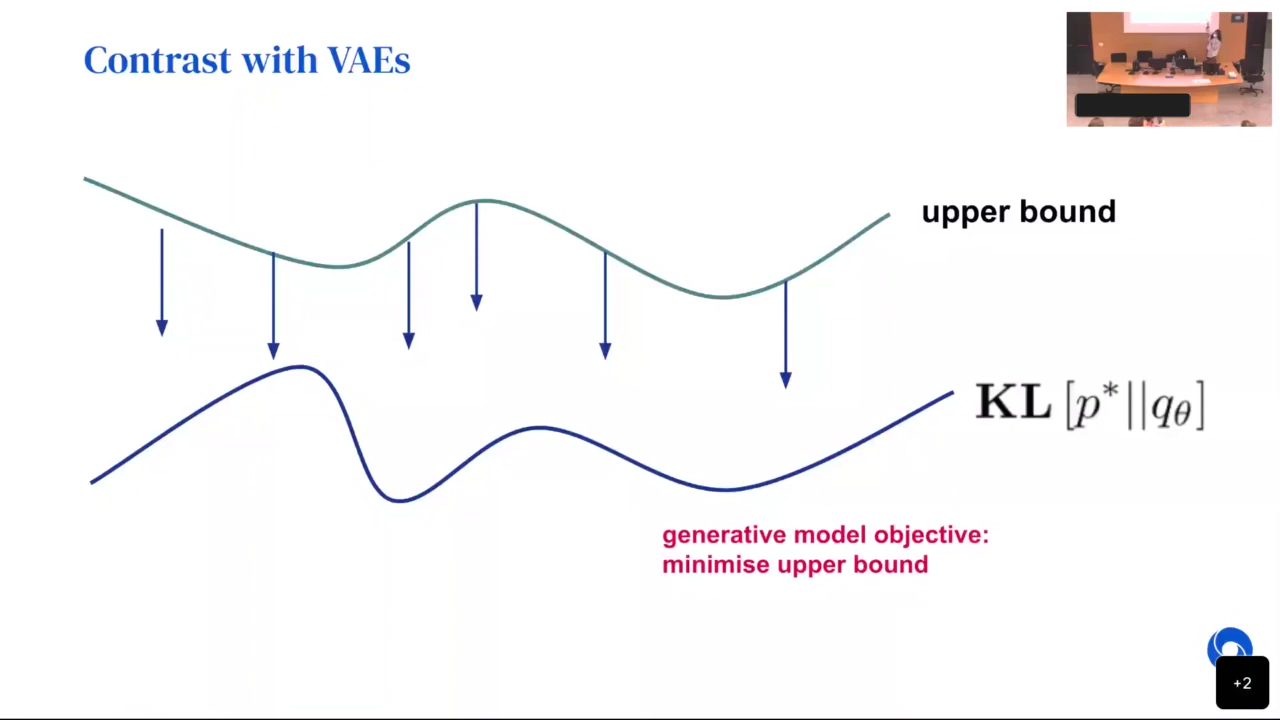 Contrast with VAEs
upper bound
KL [p*||qθ]
generative model objective:
minimise upper bound
+2